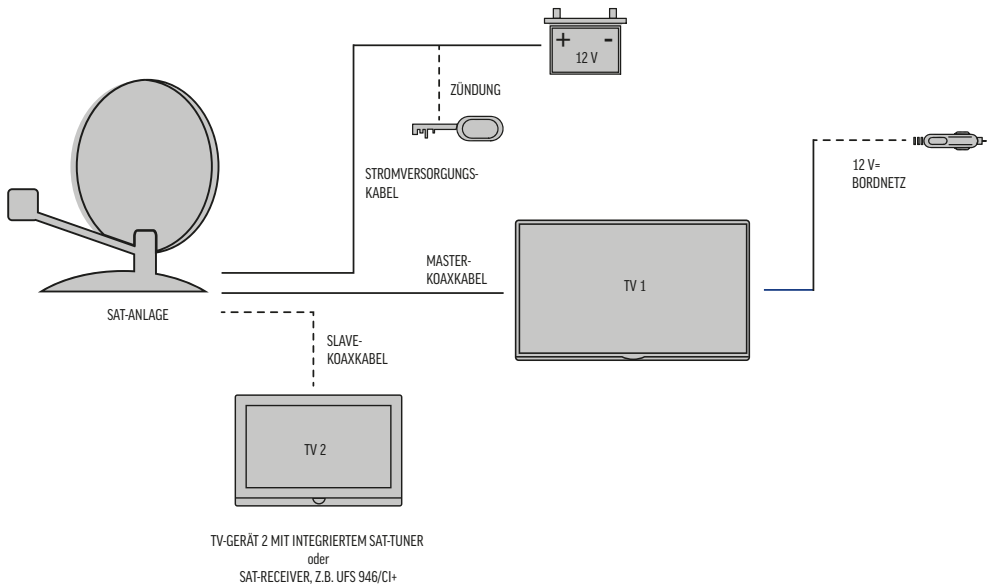 + -
12 V
ZÜNDUNG
STROMVERSORGUNGS-
KABEL
12 V=
BORDNETZ
MASTER-
KOAXKABEL
TV 1
SAT-ANLAGE
SLAVE-
KOAXKABEL
TV 2
TV-GERÄT 2 MIT INTEGRIERTEM SAT-TUNER
oder
SAT-RECEIVER, Z.B. UFS 946/CI+